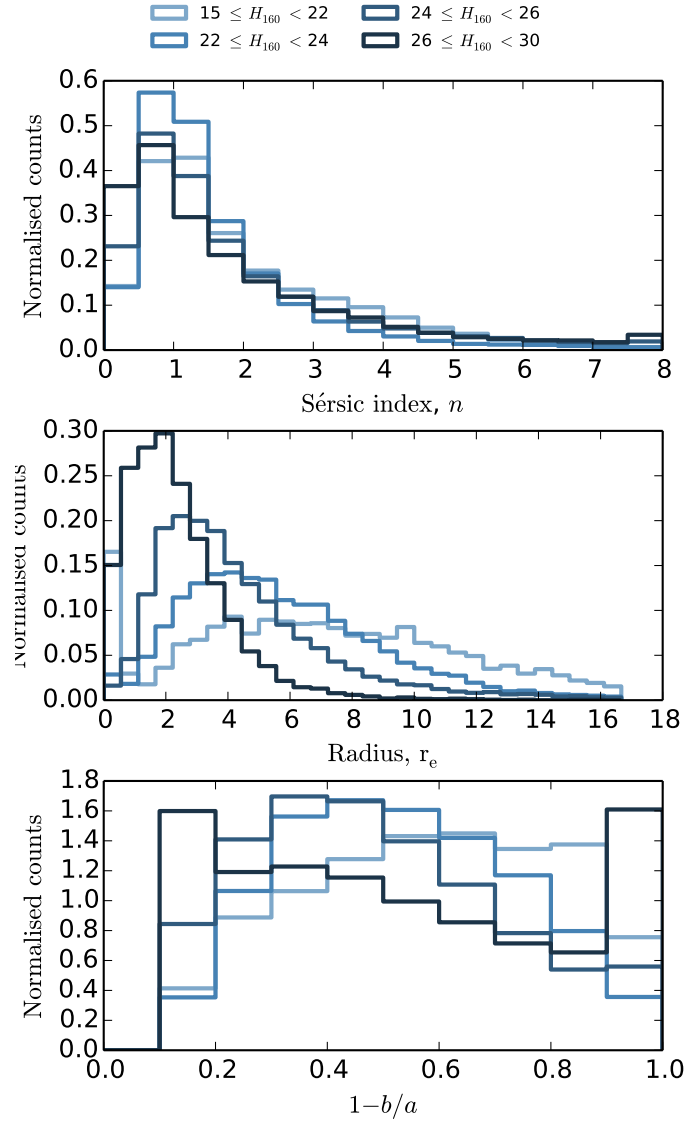 15 ≤ H₁₆₀ < 22 24 ≤ H₁₆₀ < 26
22 ≤ H₁₆₀ < 24 26 ≤ H₁₆₀ < 30
0.6
0.5
0.4
0.3
0.2
0.1
0.0
Normalised counts
0 1 2 3 4 5 6 7 8
Sérsic index, n
0.30
0.25
0.20
0.15
0.10
0.05
0.00
Normalised counts
0 2 4 6 8 10 12 14 16 18
Radius, rₑ
1.8
1.6
1.4
1.2
1.0
0.8
0.6
0.4
0.2
0.0
Normalised counts
0.0 0.2 0.4 0.6 0.8 1.0
1−b/a